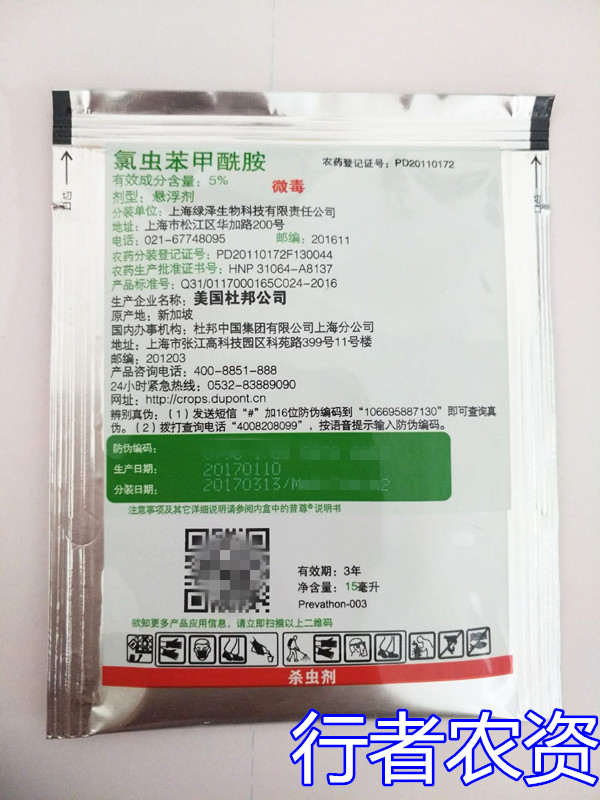 氯虫苯甲酰胺
农药登记证号：PD20110172
有效成分含量：5%
微毒
剂型：悬浮剂
分装单位：上海绿泽生物科技有限责任公司
地址：上海市松江区华加路200号
电话：021-67748095 邮编：201611
农药分装登记证号：PD20110172F130044
农药生产批准证书号：HNP 31064-A8137
产品标准号：Q31/0117000165C024-2016
生产企业名称：美国杜邦公司
原产地：新加坡
国内办事机构：杜邦中国集团有限公司上海分公司
地址：上海市张江高科技园区科苑路399号11号楼
邮编：201203
产品咨询电话：400-8851-888
24小时紧急热线：0532-83889090
网址：http://crops.dupont.cn
辨别真伪：（1）发送短信“#”加16位防伪编码到“106695887130”即可查询真
伪。（2）拨打查询电话“4008208099”，按语音提示输入防伪编码。
防伪编码：
生产日期：20170110
分装日期：20170313/M
注意事项及其它详细说明请参阅内盒中的普尊®说明书
有效期：3年
净含量：15毫升
Prevathon-003
欲知更多产品应用信息，请立即扫描以上二维码
杀虫剂
切口
切口
行者农资